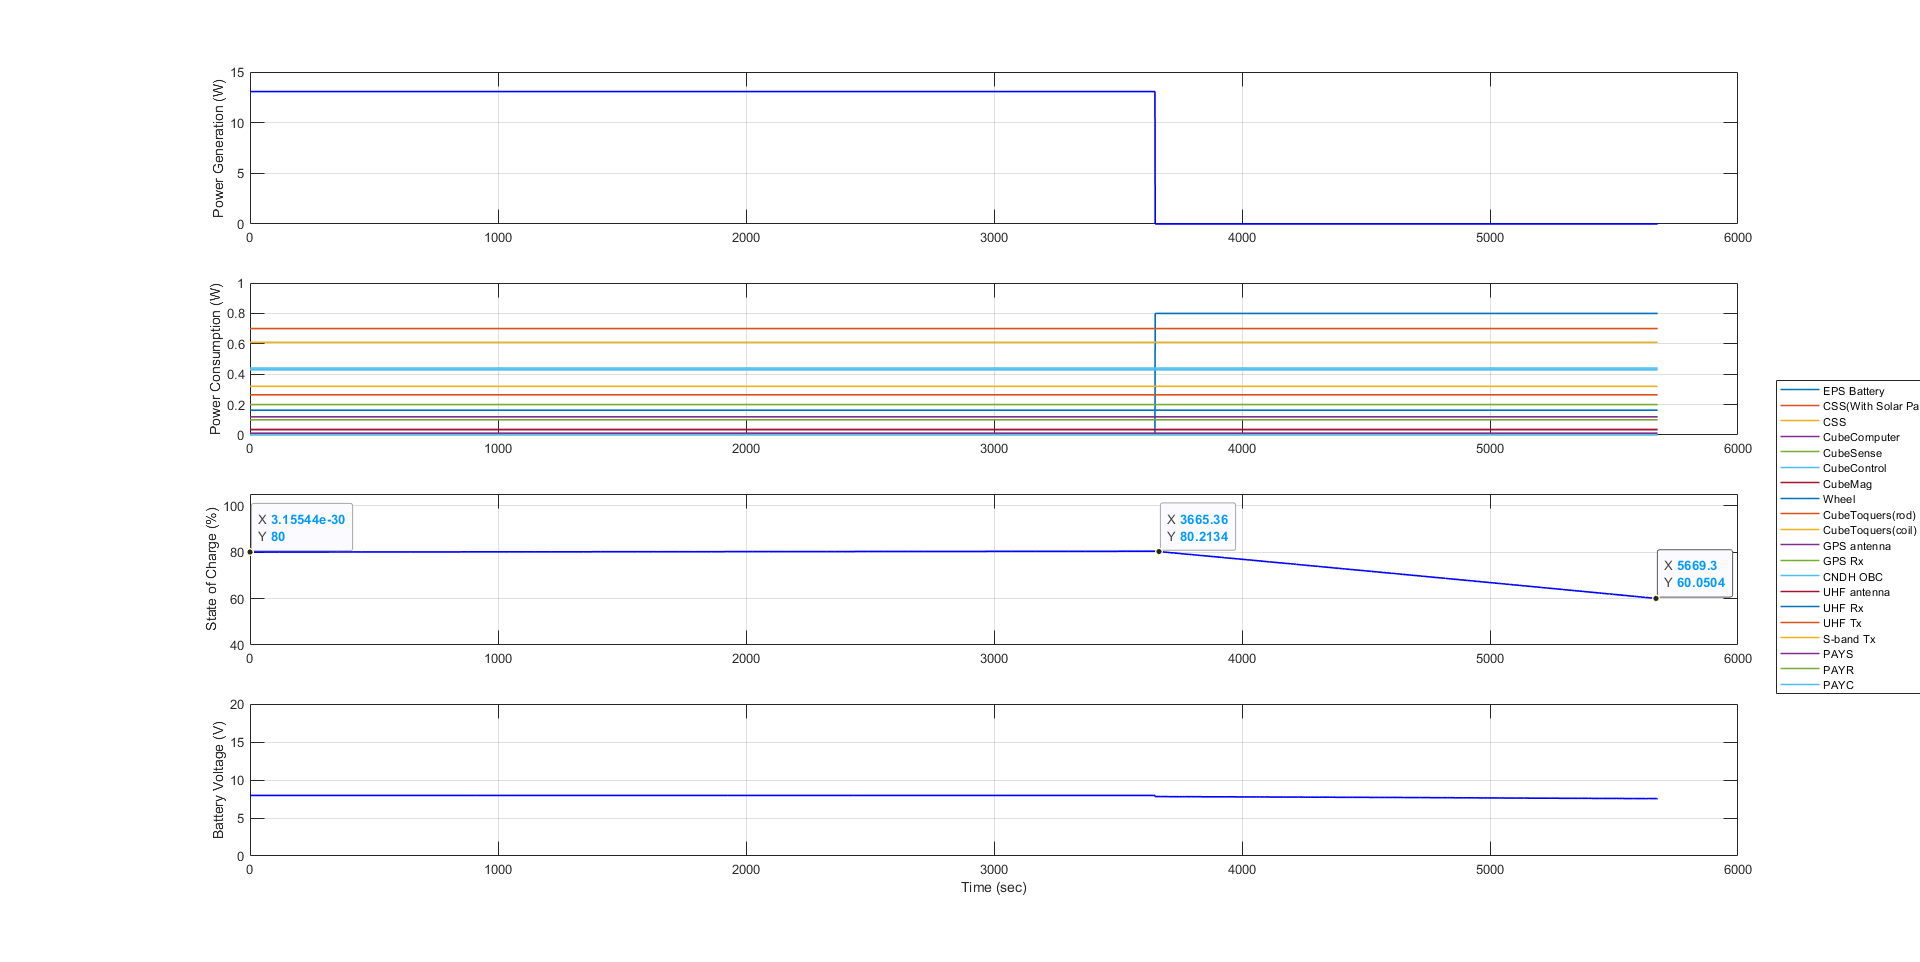 Power Generation (W)
15
10
5
0
0 1000 2000 3000 4000 5000 6000
Power Consumption (W)
1
0.8
0.6
0.4
0.2
0
0 1000 2000 3000 4000 5000 6000
State of Charge (%)
100
80
60
40
X 3.15544e-30
Y 80
X 3665.36
Y 80.2134
X 5669.3
Y 60.0504
0 1000 2000 3000 4000 5000 6000
Battery Voltage (V)
20
15
10
5
0
0 1000 2000 3000 4000 5000 6000
Time (sec)
EPS Battery
CSS(With Solar Pa
CSS
CubeComputer
CubeSense
CubeControl
CubeMag
Wheel
CubeToquers(rod)
CubeToquers(coil)
GPS antenna
GPS Rx
CNDH OBC
UHF antenna
UHF Rx
UHF Tx
S-band Tx
PAYS
PAYR
PAYC